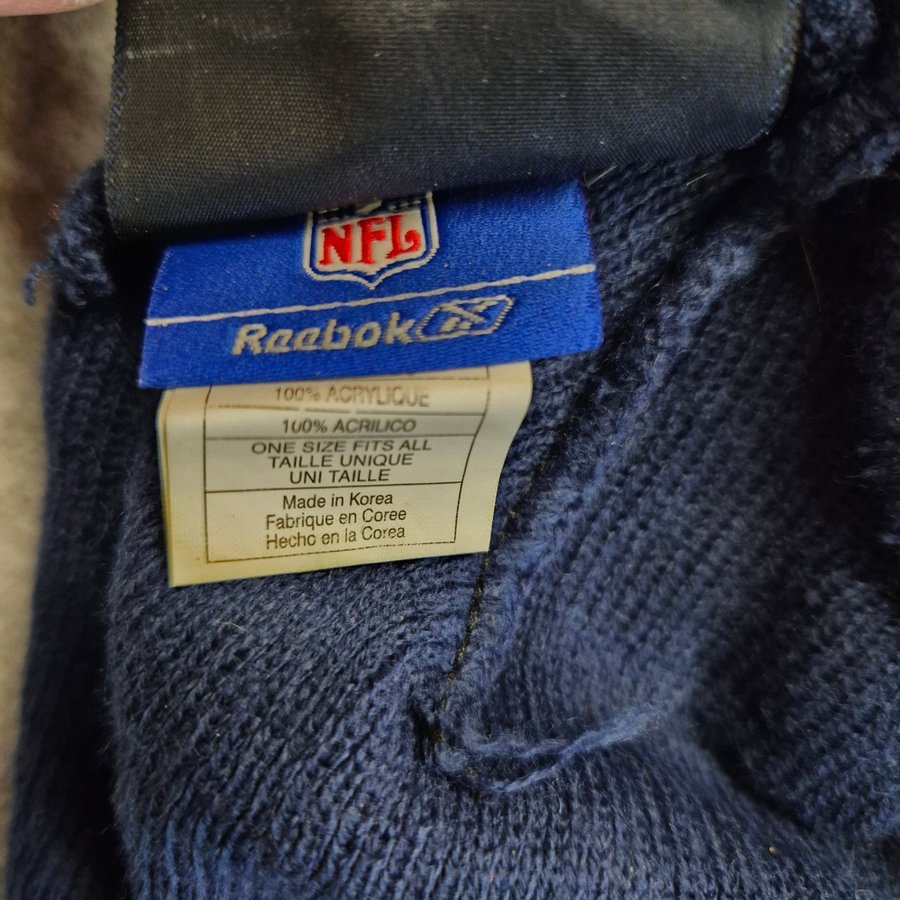 NFL
Reebok
100% ACRYLIQUE
100% ACRILICO
ONE SIZE FITS ALL
TAILLE UNIQUE
UNI TAILLE
Made in Korea
Fabrique en Coree
Hecho en la Corea